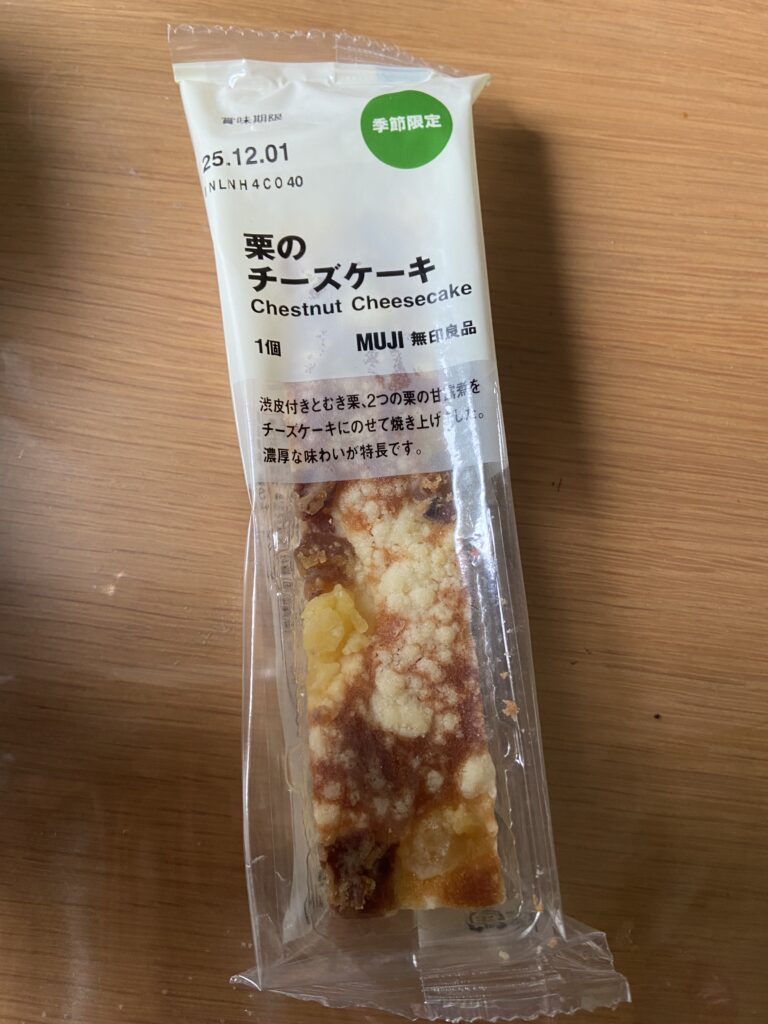 賞味期限
25.12.01
NLNH4C040
季節限定
栗の
チーズケーキ
Chestnut Cheesecake
1個
MUJI 無印良品
渋皮付きとむき栗、2つの栗の甘露煮を
チーズケーキにのせて焼き上げました。
濃厚な味わいが特長です。